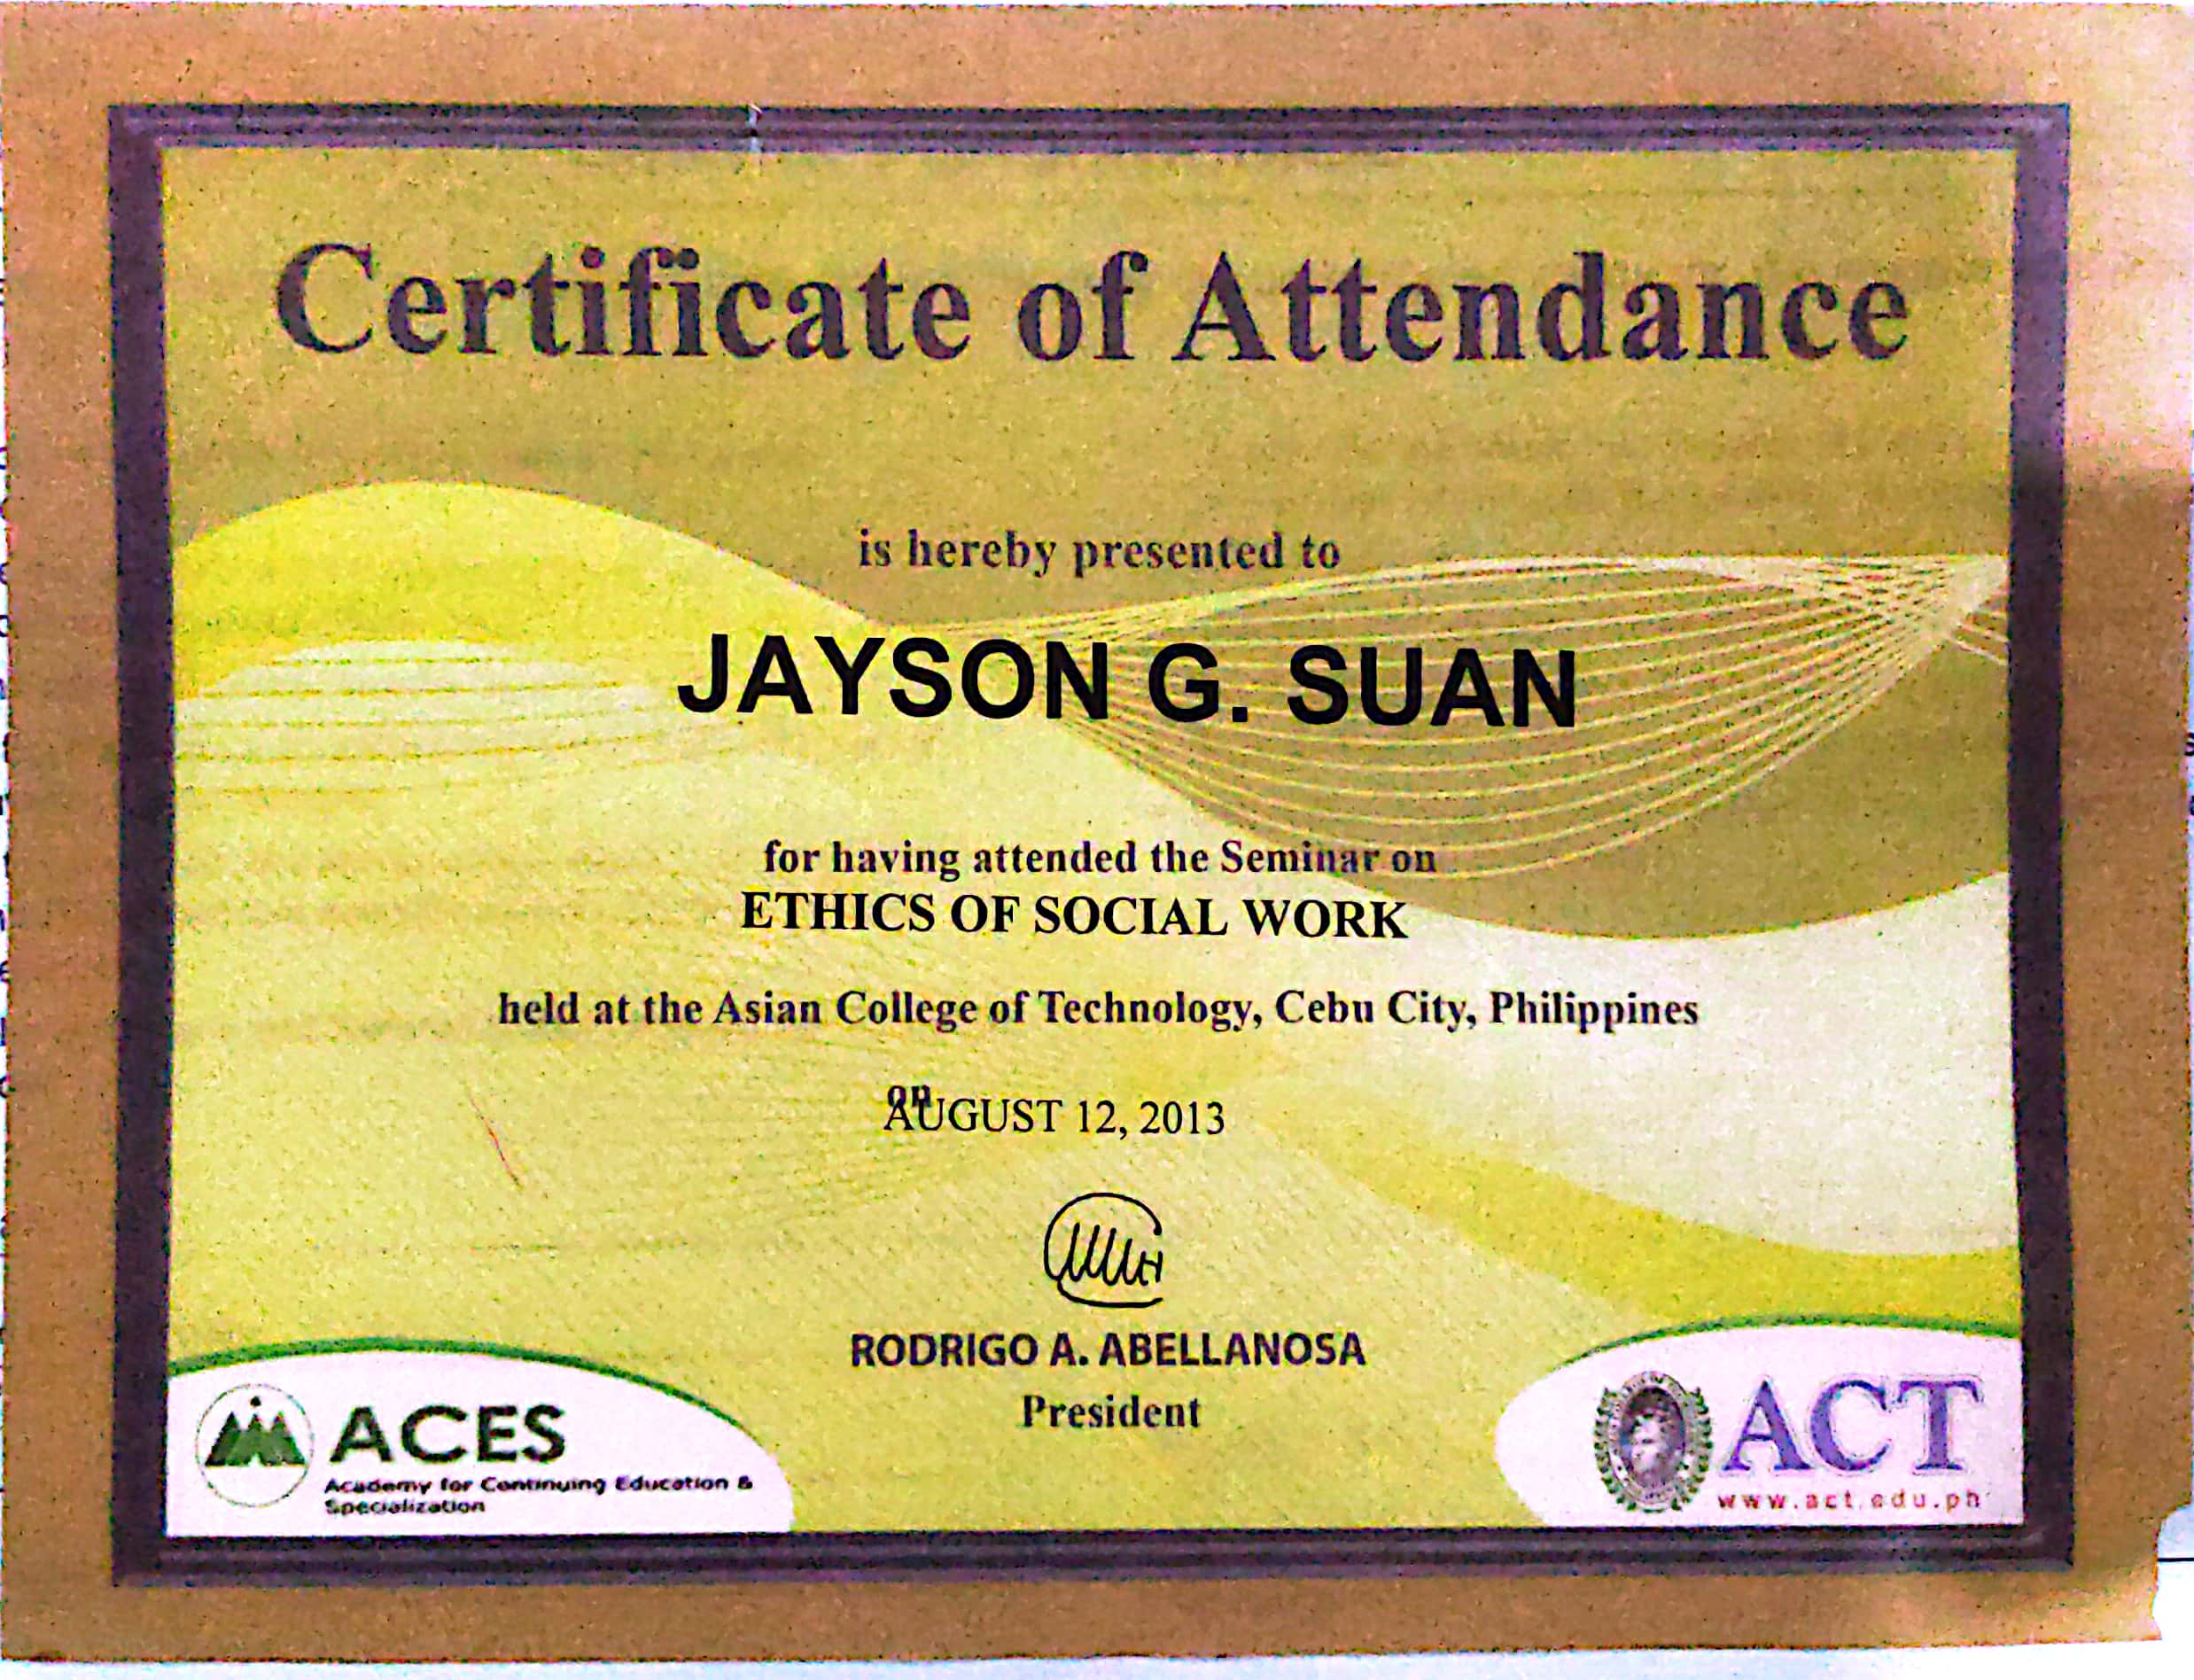 Certificate of Attendance
is hereby presented to
JAYSON G. SUAN
for having attended the Seminar on
ETHICS OF SOCIAL WORK
held at the Asian College of Technology, Cebu City, Philippines
on
AUGUST 12, 2013
RODRIGO A. ABELLANOSA
President
ACES
Academy for Continuing Education &
Specialization
ACT
www.act.edu.ph